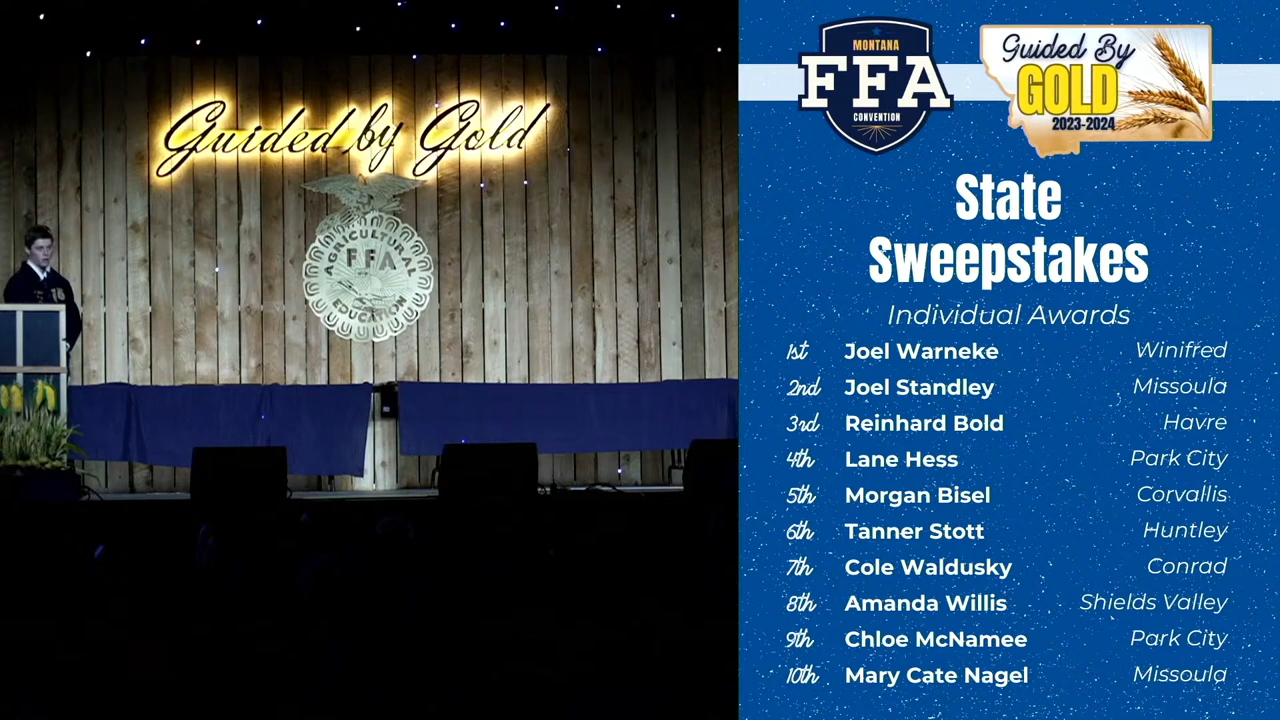 Guided by Gold
AGRICULTURAL
FFA
EDUCATION
MONTANA
FFA
CONVENTION
Guided By
GOLD
2023-2024
State
Sweepstakes
Individual Awards
1st Joel Warneke Winifred
2nd Joel Standley Missoula
3rd Reinhard Bold Havre
4th Lane Hess Park City
5th Morgan Bisel Corvallis
6th Tanner Stott Huntley
7th Cole Waldusky Conrad
8th Amanda Willis Shields Valley
9th Chloe McNamee Park City
10th Mary Cate Nagel Missoula